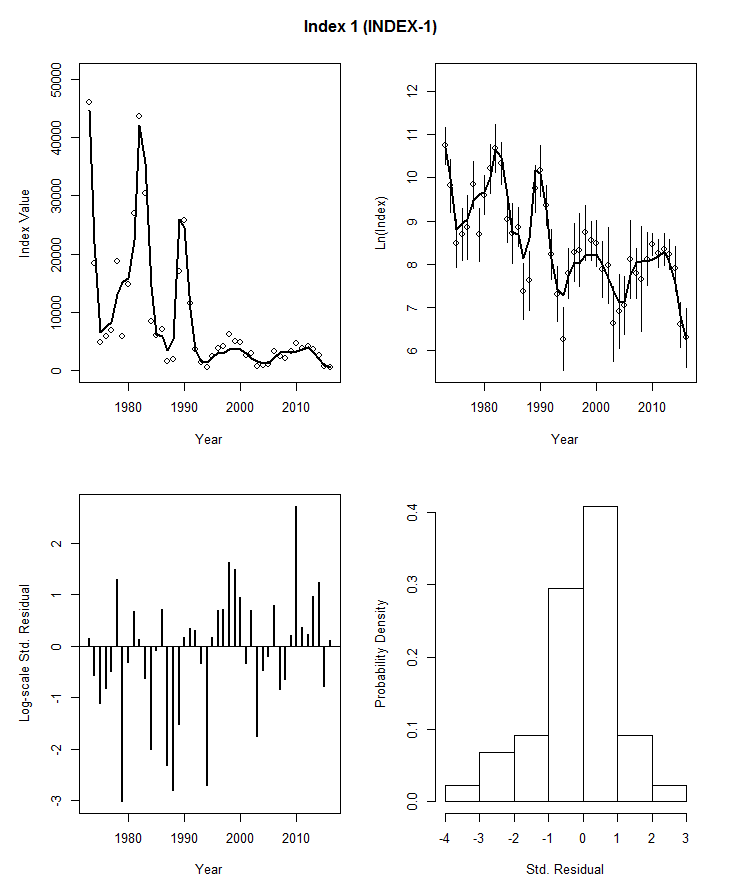 Index 1 (INDEX-1)
50000
40000
30000
20000
10000
0
Index Value
1980 1990 2000 2010
Year
12
11
10
9
8
7
6
Ln(Index)
1980 1990 2000 2010
Year
2
1
0
-1
-2
-3
Log-scale Std. Residual
1980 1990 2000 2010
Year
0.4
0.3
0.2
0.1
0.0
Probability Density
-4 -3 -2 -1 0 1 2 3
Std. Residual